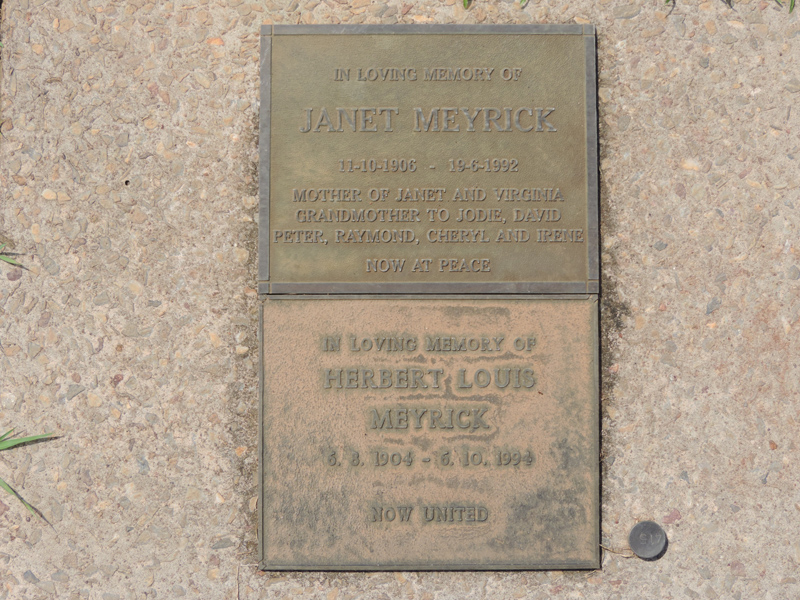 IN LOVING MEMORY OF
JANET MEYRICK
11-10-1906 - 19-6-1992
MOTHER OF JANET AND VIRGINIA
GRANDMOTHER TO JODIE, DAVID
PETER, RAYMOND, CHERYL AND IRENE
NOW AT PEACE
IN LOVING MEMORY OF
HERBERT LOUIS
MEYRICK
6. 8. 1904 - 6. 10. 1994
NOW UNITED